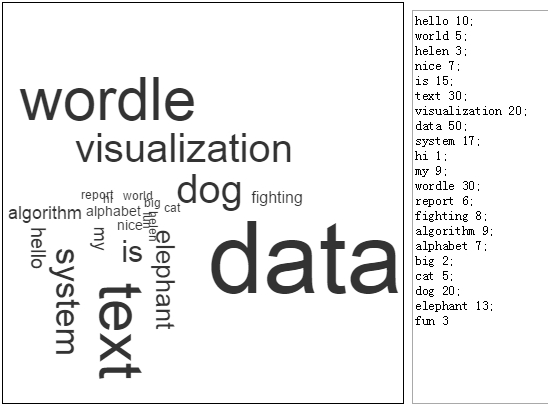 wordle
visualization
dog
fighting
report
hi
world
big
cat
algorithm
alphabet
fun
helen
nice
hello
my
is
elephant
system
text
data
hello 10;
world 5;
helen 3;
nice 7;
is 15;
text 30;
visualization 20;
data 50;
system 17;
hi 1;
my 9;
wordle 30;
report 6;
fighting 8;
algorithm 9;
alphabet 7;
big 2;
cat 5;
dog 20;
elephant 13;
fun 3